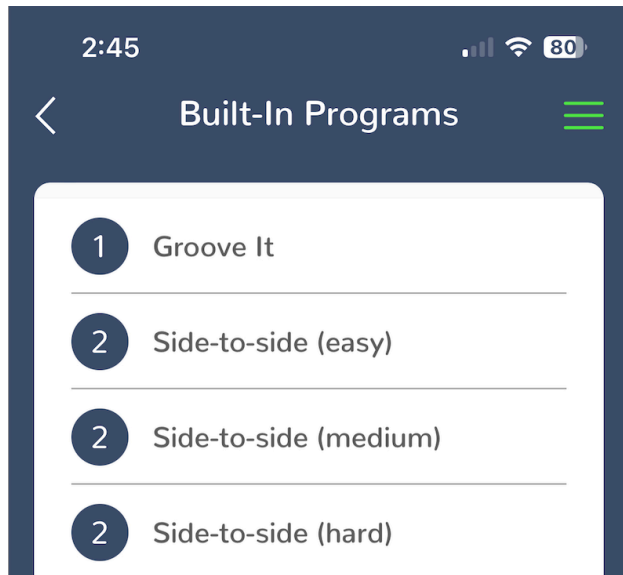 2:45 80
Built-In Programs
1 Groove It
2 Side-to-side (easy)
2 Side-to-side (medium)
2 Side-to-side (hard)